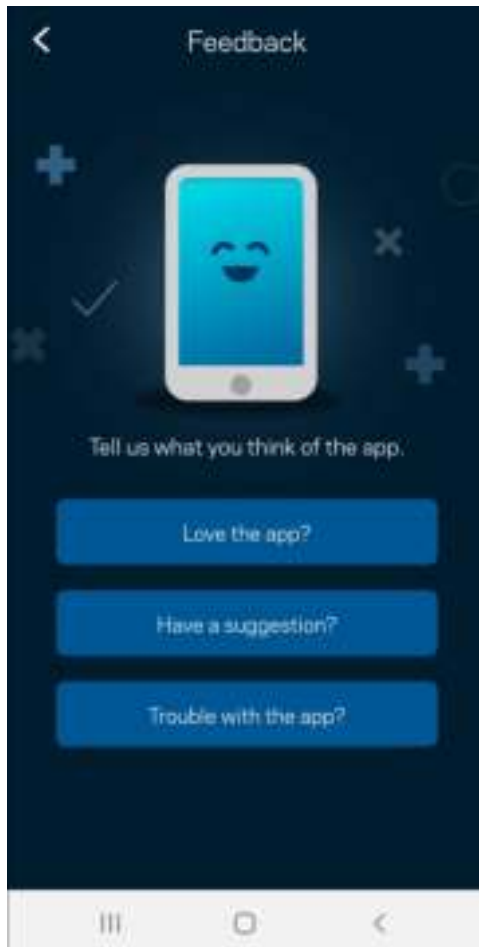 Feedback
Tell us what you think of the app.
Love the app?
Have a suggestion?
Trouble with the app?